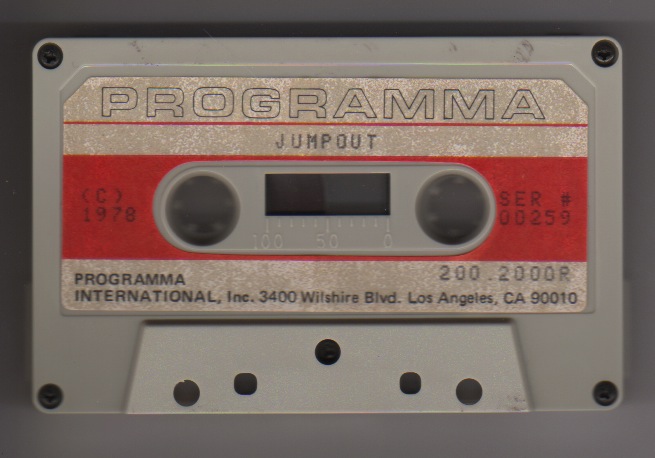 PROGRAMMA
JUMPOUT
(C)
1978
SER #
00259
100 50 0
200.2000R
PROGRAMMA
INTERNATIONAL, Inc. 3400 Wilshire Blvd. Los Angeles, CA 90010